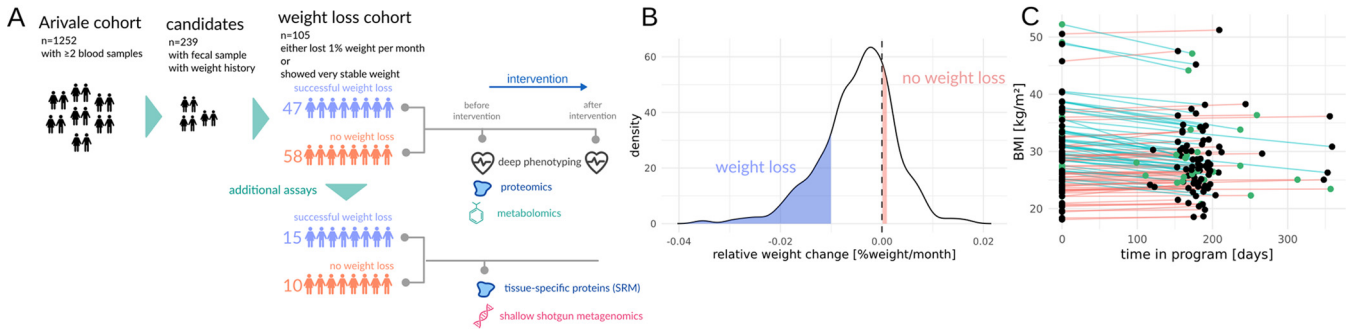 A
Arivale cohort
n=1252
with ≥2 blood samples
candidates
n=239
with fecal sample
with weight history
weight loss cohort
n=105
either lost 1% weight per month
or
showed very stable weight
successful weight loss
47
no weight loss
58
additional assays
successful weight loss
15
no weight loss
10
intervention
before
intervention
after
intervention
deep phenotyping
proteomics
metabolomics
tissue-specific proteins (SRM)
shallow shotgun metagenomics
B
density
60
40
20
0
weight loss
no weight loss
-0.04
-0.02
0.00
0.02
relative weight change [%weight/month]
C
BMI [kg/m²]
50
40
30
20
0
100
200
300
time in program [days]